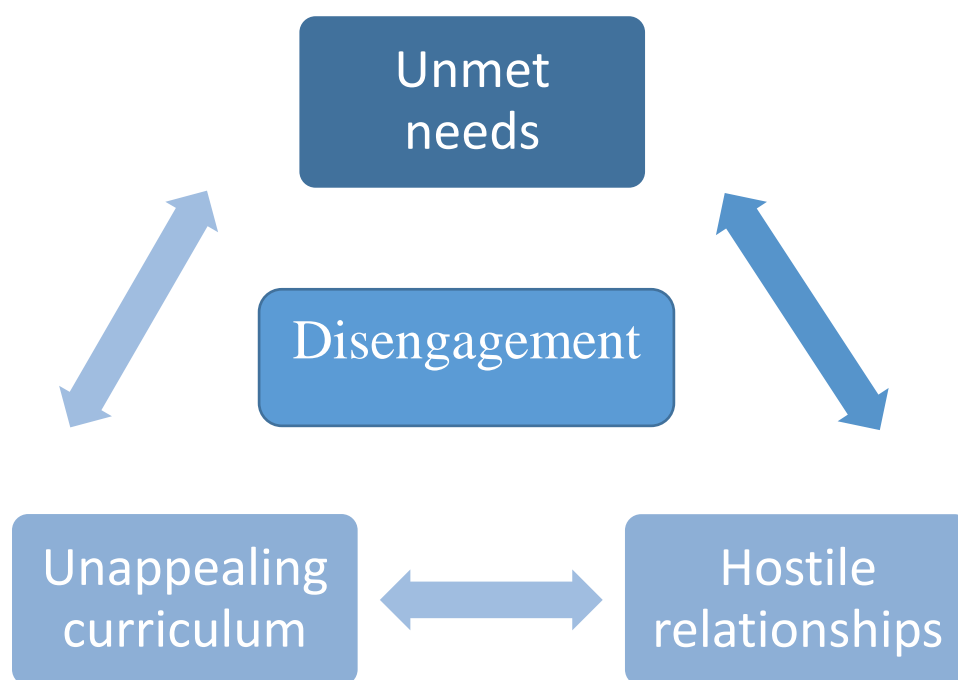 Unmet
needs
Disengagement
Unappealing
curriculum
Hostile
relationships